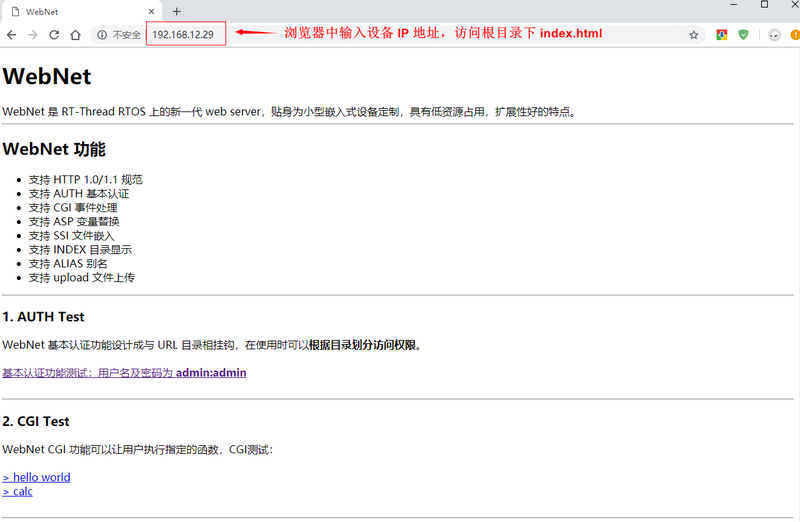 WebNet
不安全 192.168.12.29 浏览器中输入设备 IP 地址，访问根目录下 index.html
WebNet
WebNet 是 RT-Thread RTOS 上的新一代 web server，贴身为小型嵌入式设备定制，具有低资源占用，扩展性好的特点。
WebNet 功能
支持 HTTP 1.0/1.1 规范
支持 AUTH 基本认证
支持 CGI 事件处理
支持 ASP 变量替换
支持 SSI 文件嵌入
支持 INDEX 目录显示
支持 ALIAS 别名
支持 upload 文件上传
1. AUTH Test
WebNet 基本认证功能设计成与 URL 目录相挂钩，在使用时可以根据目录划分访问权限。
基本认证功能测试：用户名及密码为 admin:admin
2. CGI Test
WebNet CGI 功能可以让用户执行指定的函数，CGI测试：
> hello world
> calc